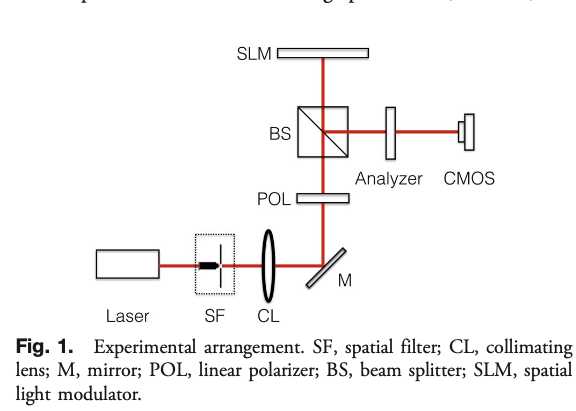 SLM
BS
Analyzer
CMOS
POL
M
Laser
SF
CL
Fig. 1. Experimental arrangement. SF, spatial filter; CL, collimating
lens; M, mirror; POL, linear polarizer; BS, beam splitter; SLM, spatial
light modulator.